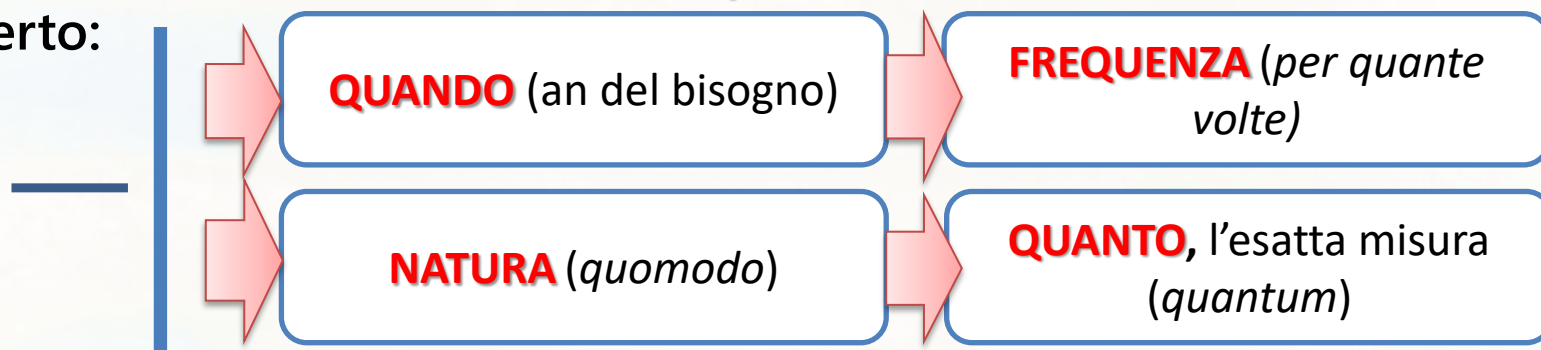 erto:
QUANDO (an del bisogno)
FREQUENZA (per quante
volte)
NATURA (quomodo)
QUANTO, l’esatta misura
(quantum)